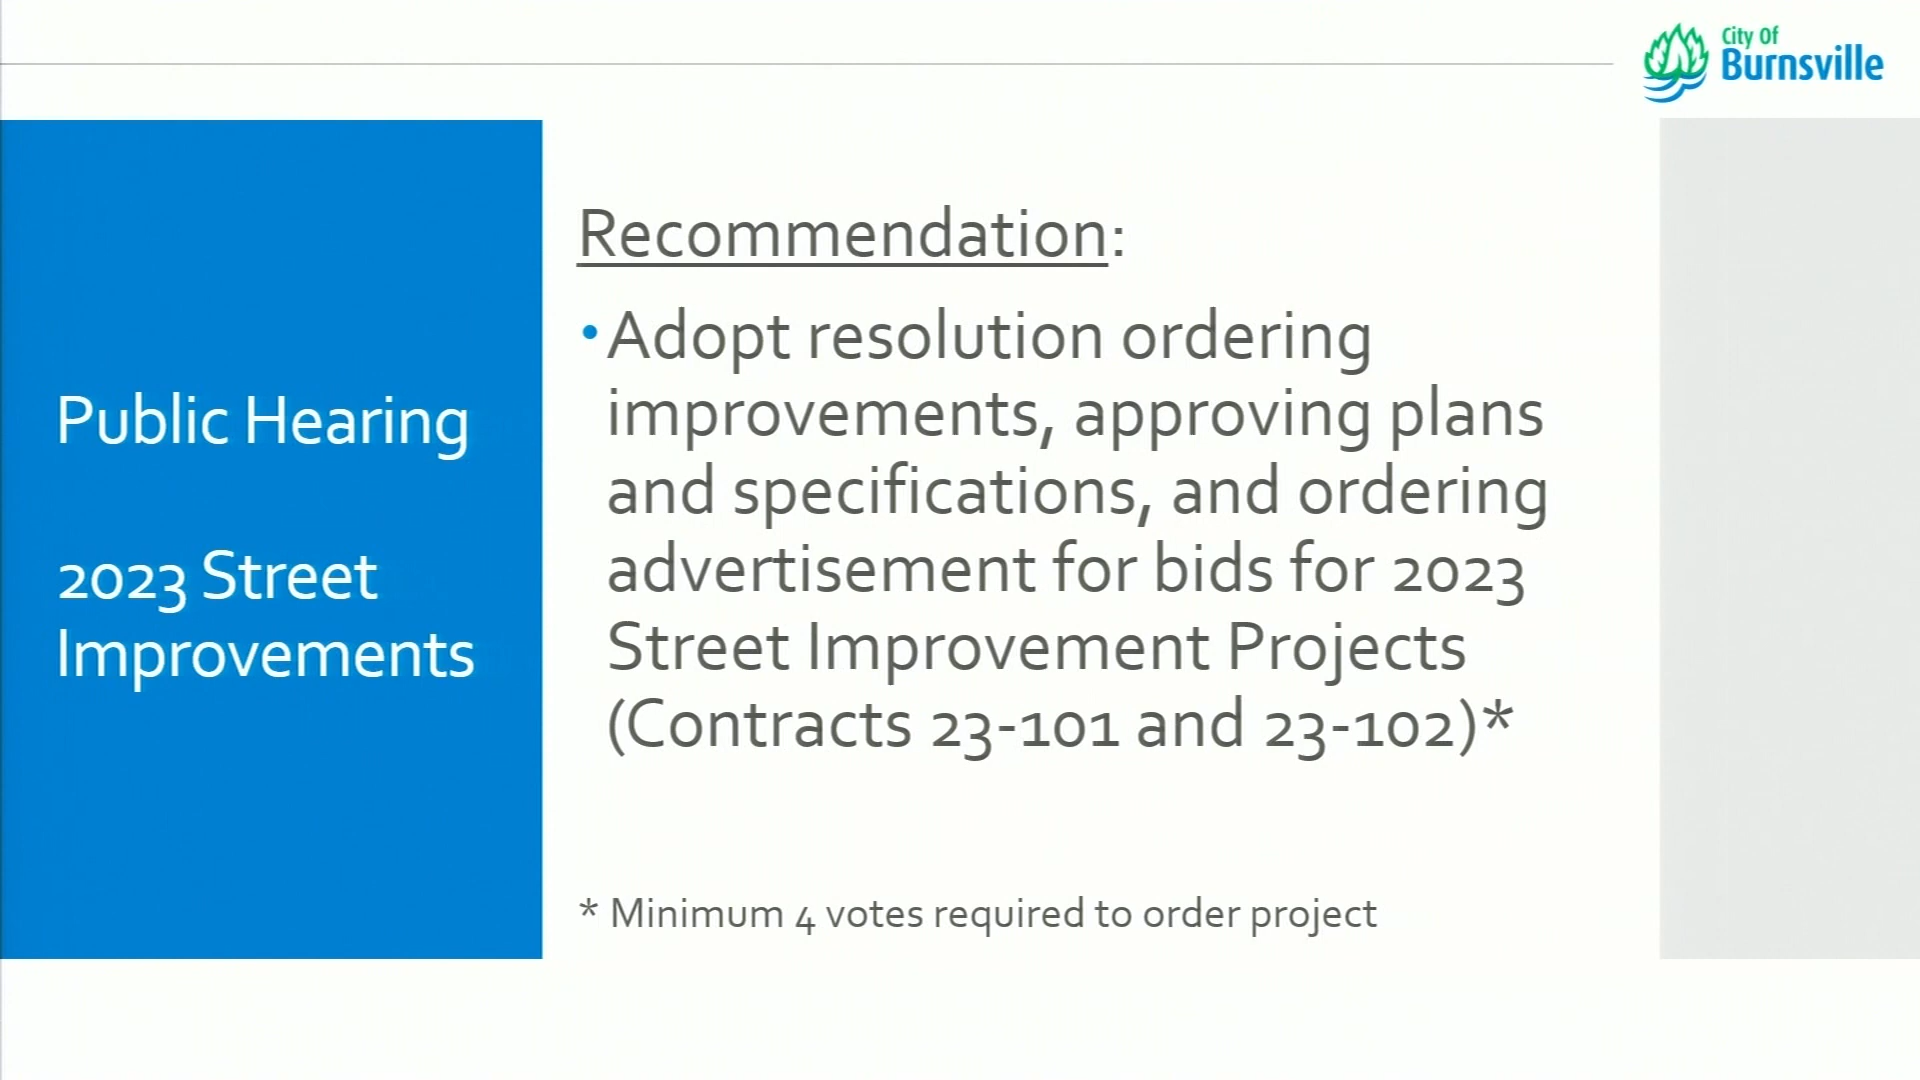 City Of
Burnsville
Public Hearing
2023 Street
Improvements
Recommendation:
•Adopt resolution ordering
improvements, approving plans
and specifications, and ordering
advertisement for bids for 2023
Street Improvement Projects
(Contracts 23-101 and 23-102)*
* Minimum 4 votes required to order project